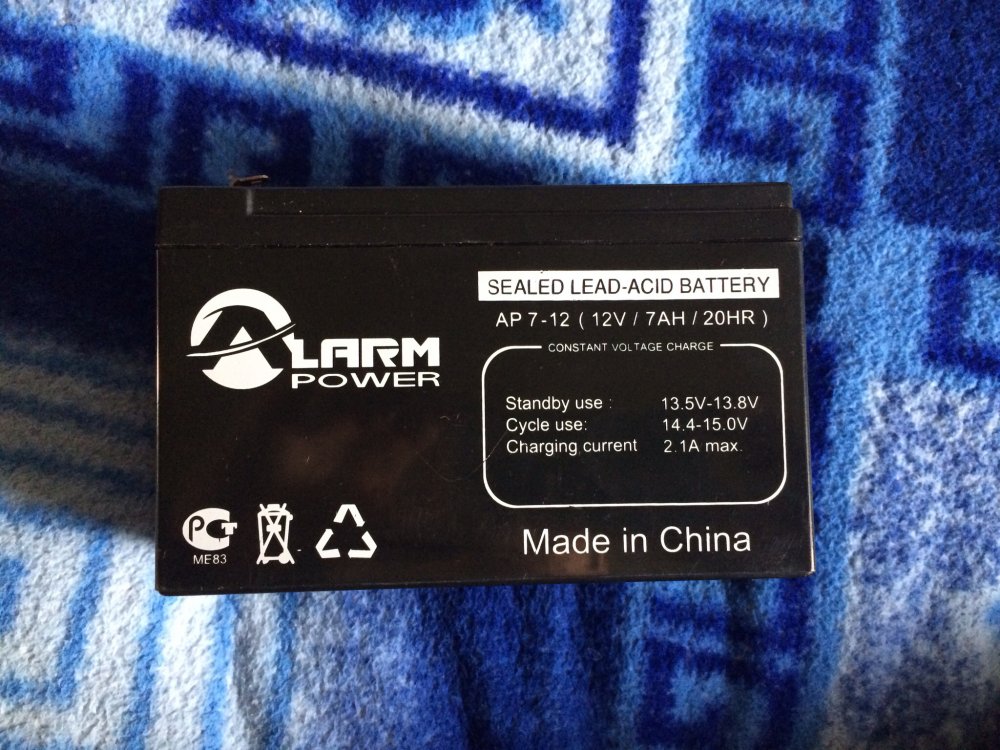 ALARM
POWER
SEALED LEAD-ACID BATTERY
AP 7-12 ( 12V / 7AH / 20HR )
CONSTANT VOLTAGE CHARGE
Standby use : 13.5V-13.8V
Cycle use: 14.4-15.0V
Charging current 2.1A max.
РСТ
ME83
Made in China